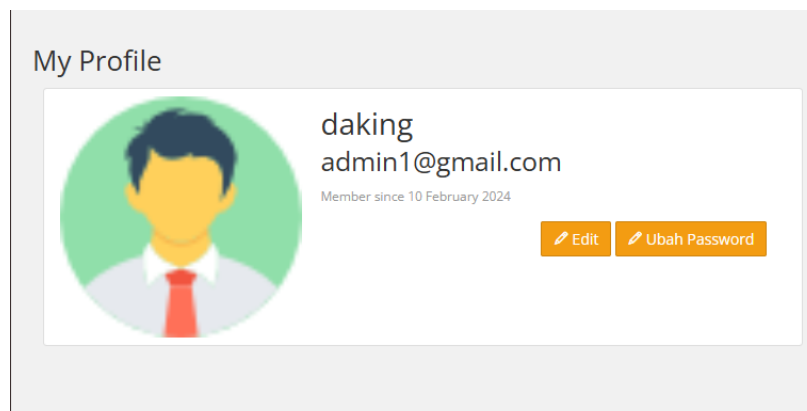 My Profile
daking
admin1@gmail.com
Member since 10 February 2024
Edit
Ubah Password